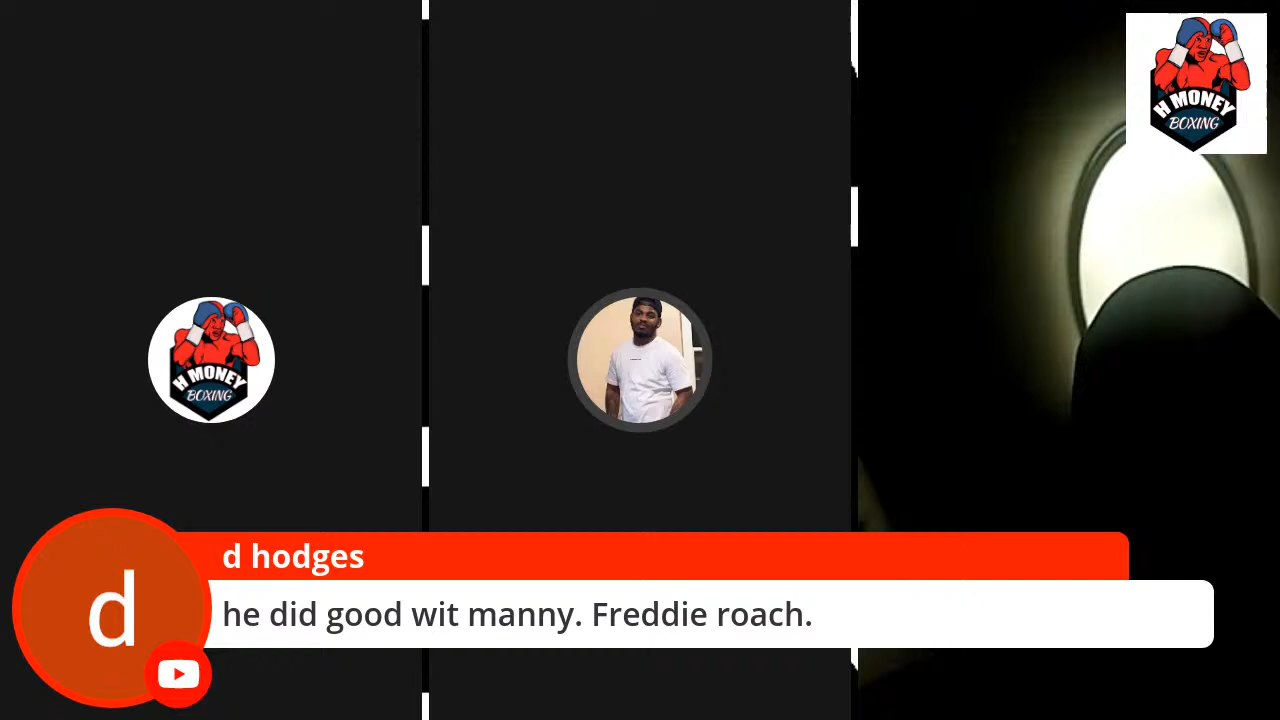 H MONEY
BOXING
H MONEY
BOXING
d
d hodges
he did good wit manny. Freddie roach.